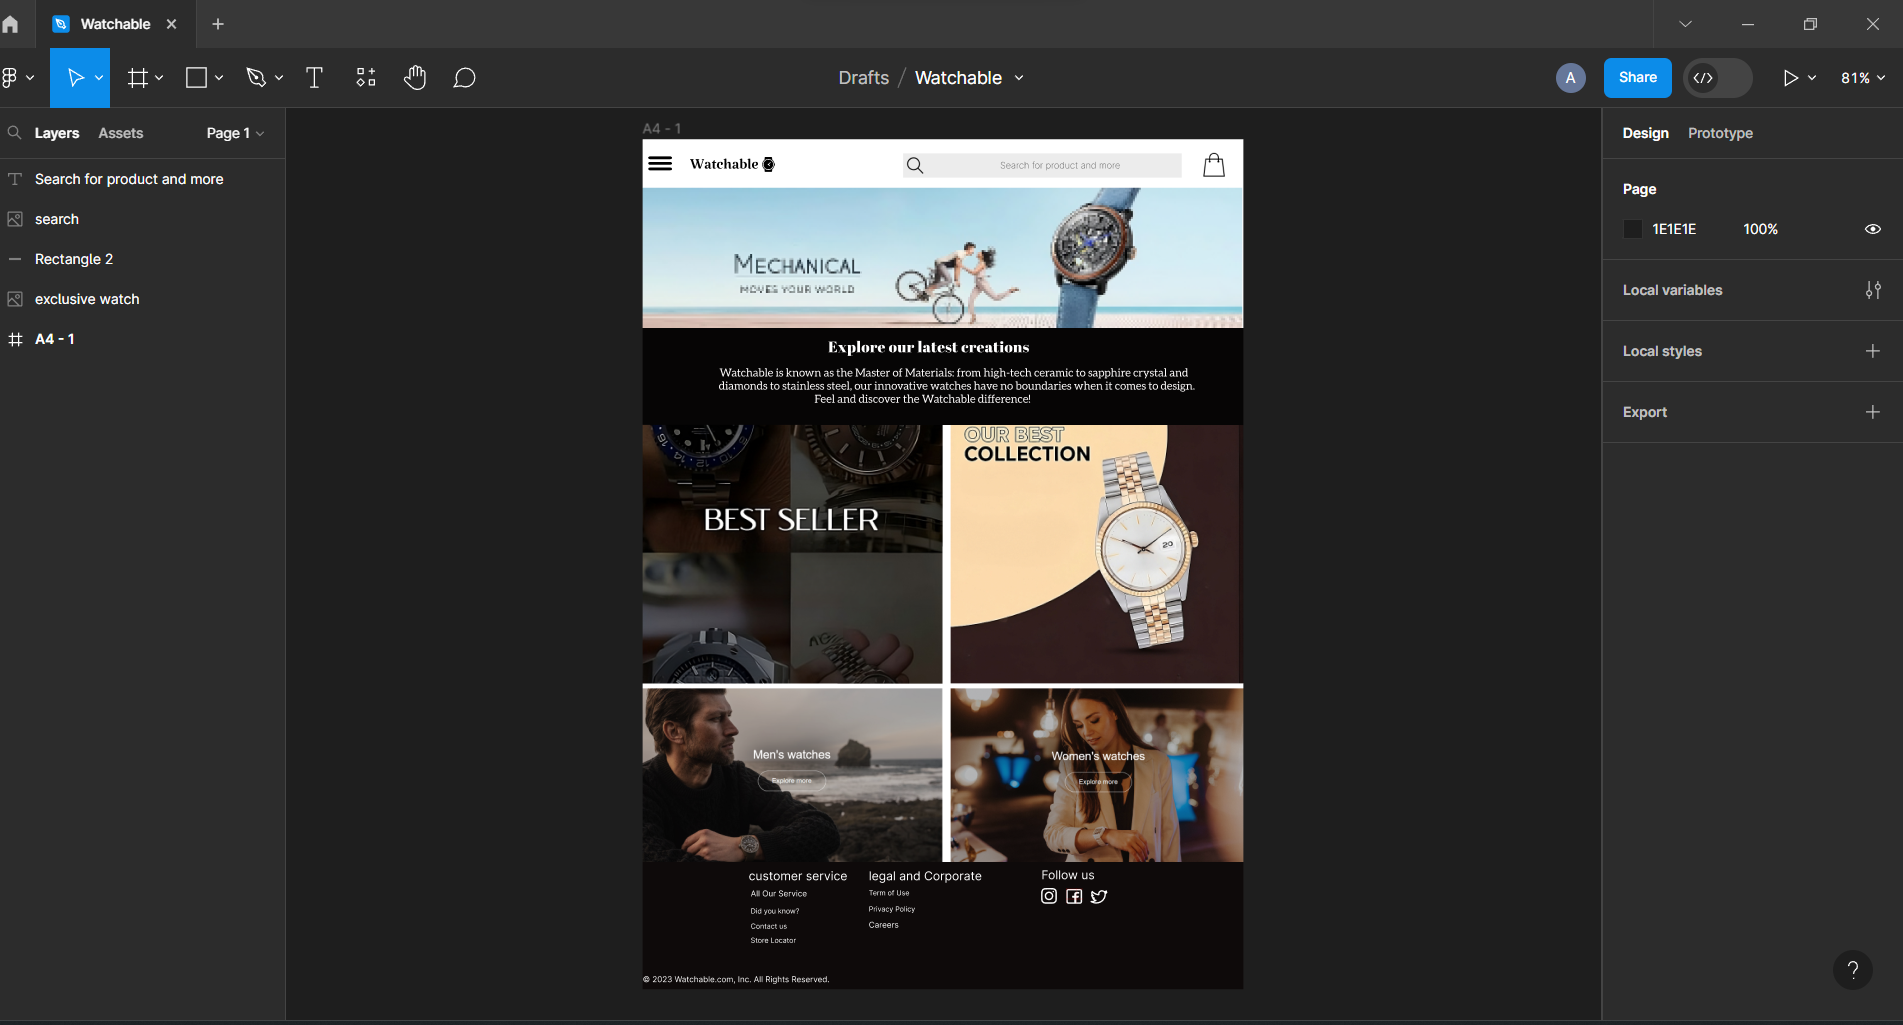 Watchable
Drafts / Watchable
A
Share
81%
Layers
Assets
Page 1
Search for product and more
search
Rectangle 2
exclusive watch
A4 - 1
A4 - 1
Watchable
Search for product and more
MECHANICAL
MOVES YOUR WORLD
Explore our latest creations
Watchable is known as the Master of Materials: from high-tech ceramic to sapphire crystal and
diamonds to stainless steel, our innovative watches have no boundaries when it comes to design.
Feel and discover the Watchable difference!
BEST SELLER
OUR BEST
COLLECTION
20
Men's watches
Explore more
Women's watches
Explore more
customer service
All Our Service
Did you know?
Contact us
Store Locator
legal and Corporate
Term of Use
Privacy Policy
Careers
Follow us
© 2023 Watchable.com, Inc. All Rights Reserved.
Design
Prototype
Page
1E1E1E
100%
Local variables
Local styles
Export
?